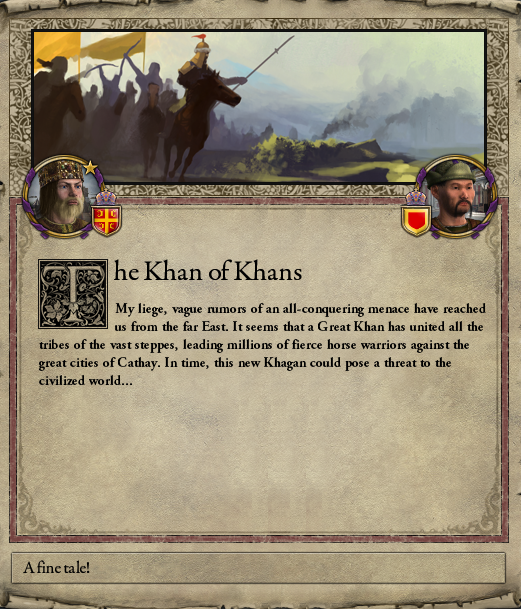 The Khan of Khans
My liege, vague rumors of an all-conquering menace have reached
us from the far East. It seems that a Great Khan has united all the
tribes of the vast steppes, leading millions of fierce horse warriors against the
great cities of Cathay. In time, this new Khagan could pose a threat to the
civilized world...
A fine tale!